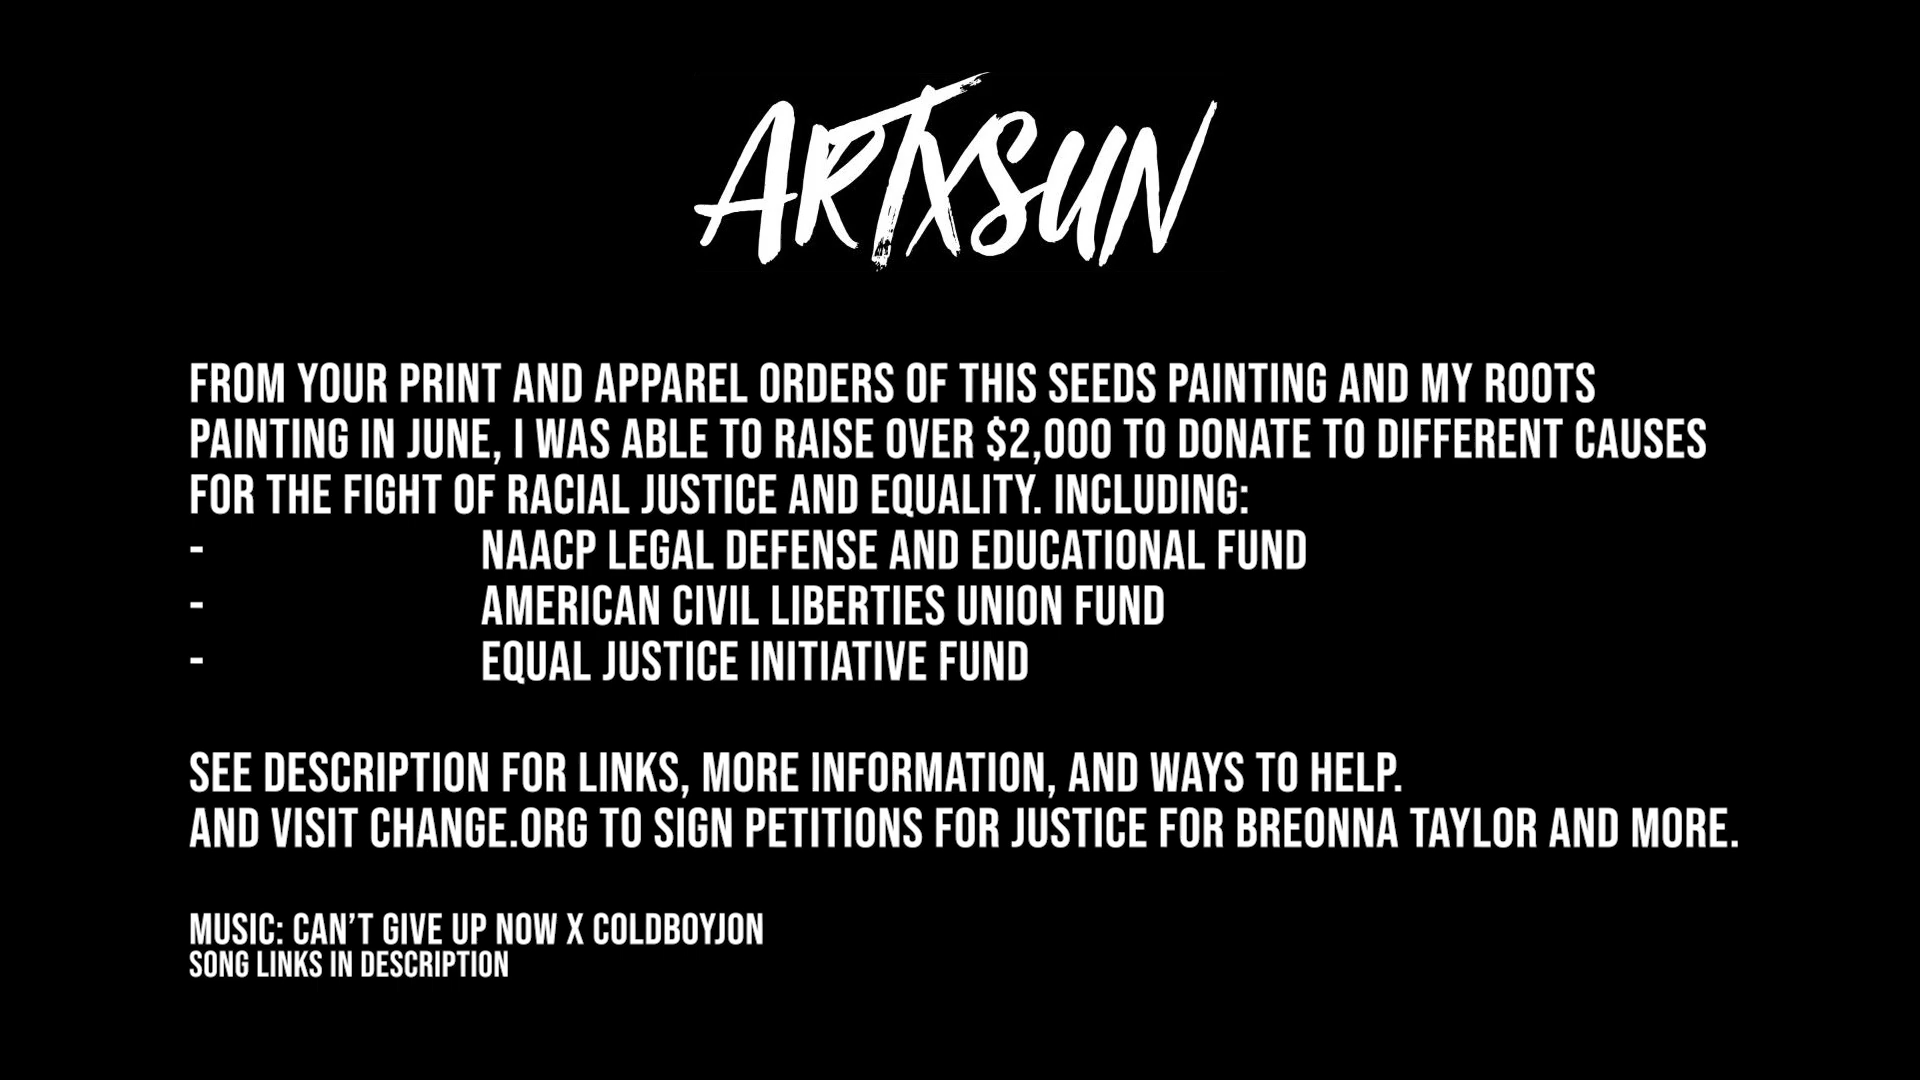 ARTXSUN
FROM YOUR PRINT AND APPAREL ORDERS OF THIS SEEDS PAINTING AND MY ROOTS
PAINTING IN JUNE, I WAS ABLE TO RAISE OVER $2,000 TO DONATE TO DIFFERENT CAUSES
FOR THE FIGHT OF RACIAL JUSTICE AND EQUALITY. INCLUDING:
- NAACP LEGAL DEFENSE AND EDUCATIONAL FUND
- AMERICAN CIVIL LIBERTIES UNION FUND
- EQUAL JUSTICE INITIATIVE FUND
SEE DESCRIPTION FOR LINKS, MORE INFORMATION, AND WAYS TO HELP.
AND VISIT CHANGE.ORG TO SIGN PETITIONS FOR JUSTICE FOR BREONNA TAYLOR AND MORE.
MUSIC: CAN’T GIVE UP NOW X COLDBOYJON
SONG LINKS IN DESCRIPTION